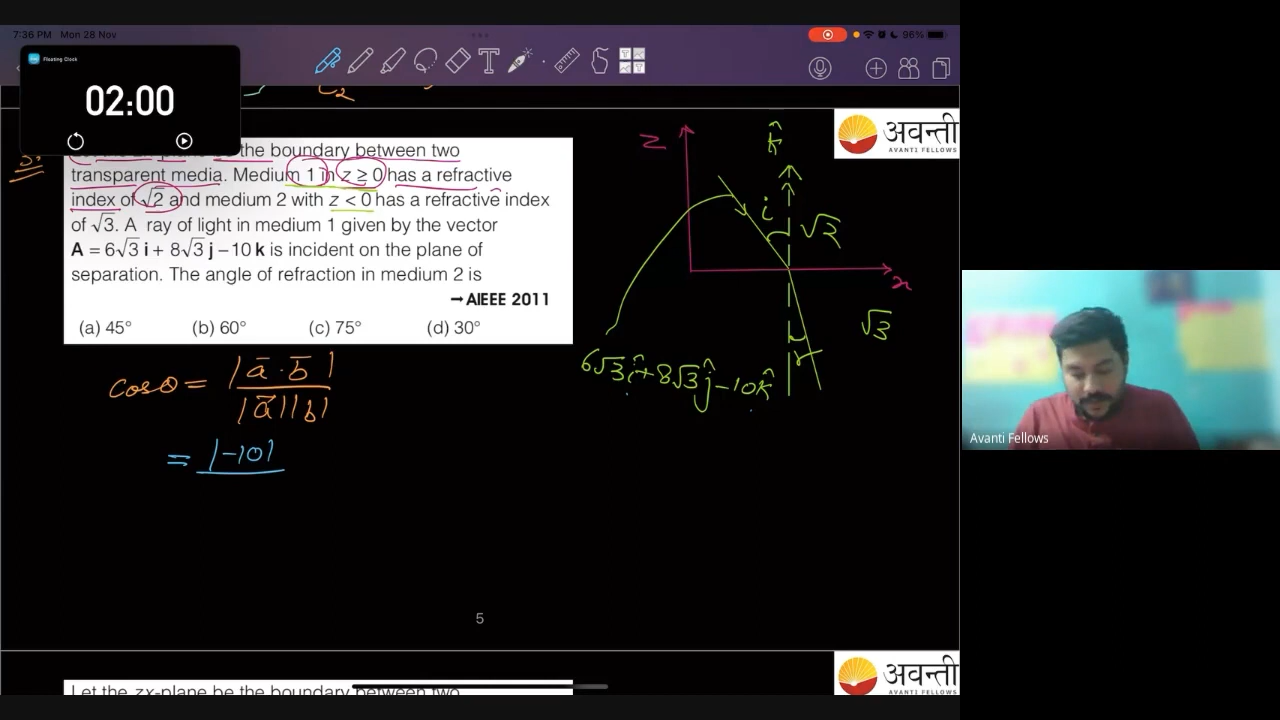 7:36 PM Mon 28 Nov
96%
Floating Clock
02:00
the boundary between two
transparent media. Medium 1 in z ≥ 0 has a refractive
index of √2 and medium 2 with z < 0 has a refractive index
of √3. A ray of light in medium 1 given by the vector
A = 6√3 i + 8√3 j – 10 k is incident on the plane of
separation. The angle of refraction in medium 2 is
→AIEEE 2011
(a) 45° (b) 60° (c) 75° (d) 30°
cosθ = |a̅ · b̅| / |a̅||b|
= |-10|
z
k̂
i
√2
x
√3
r
6√3 î + 8√3 ĵ - 10k̂
अवन्ती
AVANTI FELLOWS
Avanti Fellows
5
Let the zx-plane be the boundary between two
अवन्ती
AVANTI FELLOWS